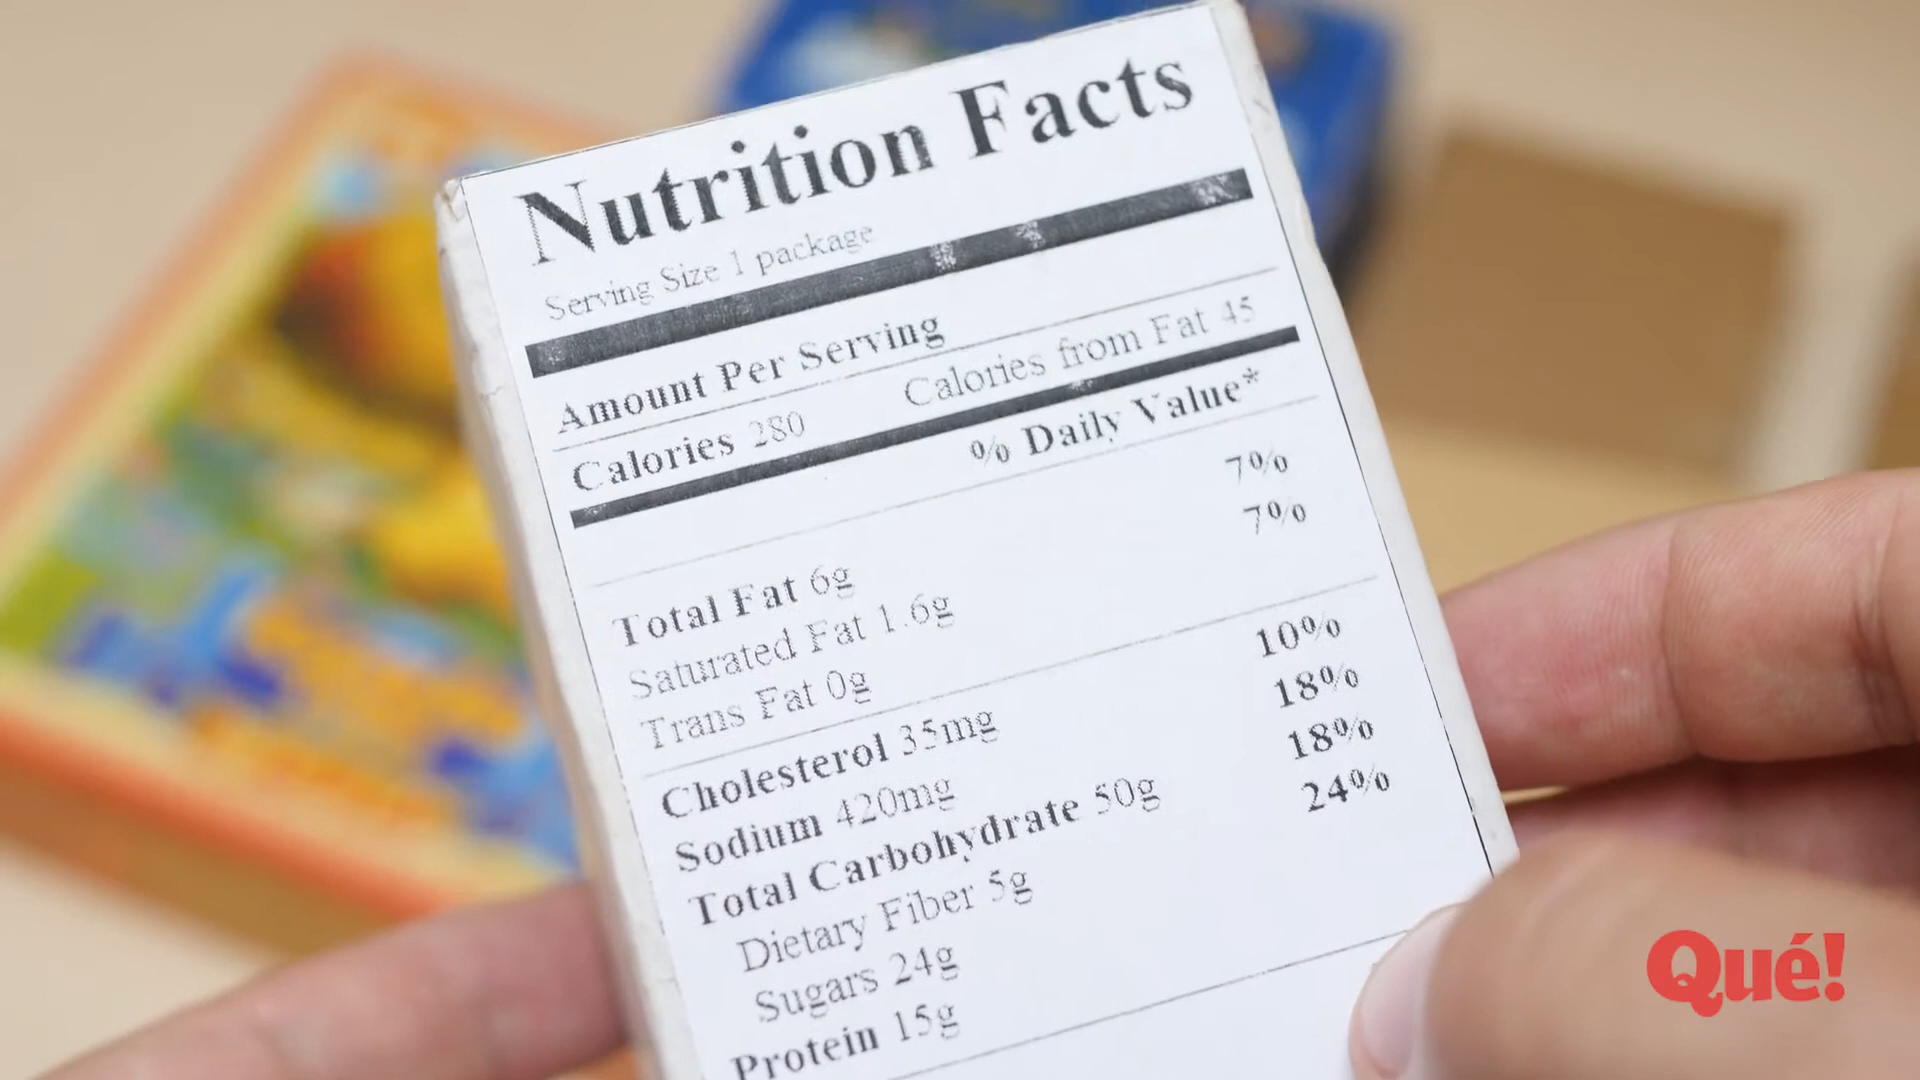 Nutrition Facts
Serving Size 1 package
Amount Per Serving
Calories 280 Calories from Fat 45
% Daily Value*
7%
7%
Total Fat 6g
Saturated Fat 1.6g
Trans Fat 0g
10%
18%
18%
24%
Cholesterol 35mg
Sodium 420mg
Total Carbohydrate 50g
Dietary Fiber 5g
Sugars 24g
Protein 15g
Qué!